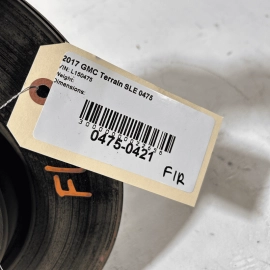 2017 GMC Terrain SLE 0475
VIN: L150475
Weight:
Dimensions:
0475-0421
F/R